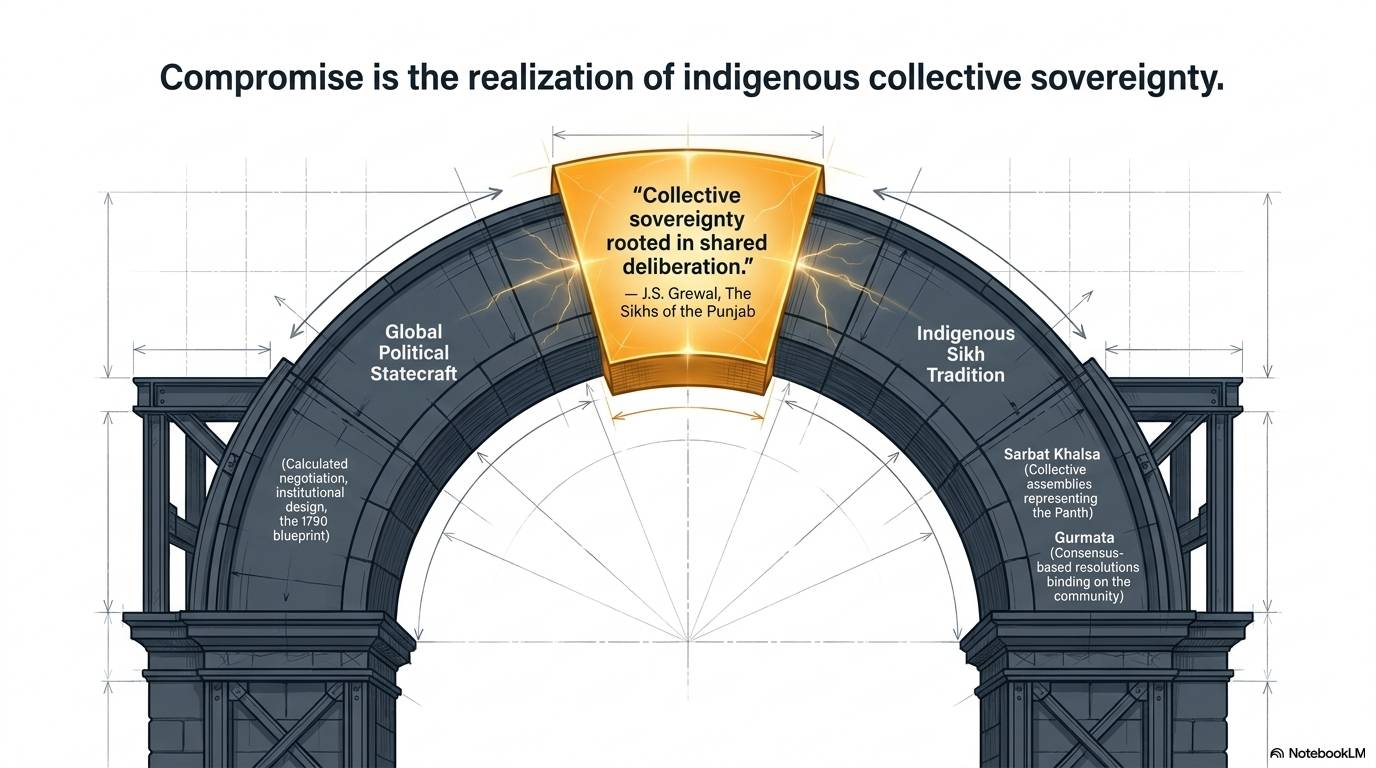 Compromise is the realization of indigenous collective sovereignty.
“Collective
sovereignty
rooted in shared
deliberation.”
— J.S. Grewal, The
Sikhs of the Punjab
Global
Political
Statecraft
(Calculated
negotiation,
institutional
design,
the 1790
blueprint)
Indigenous
Sikh
Tradition
Sarbat Khalsa
(Collective
assemblies
representing
the Panth)
Gurmata
(Consensus-
based resolutions
binding on the
community)
NotebookLM